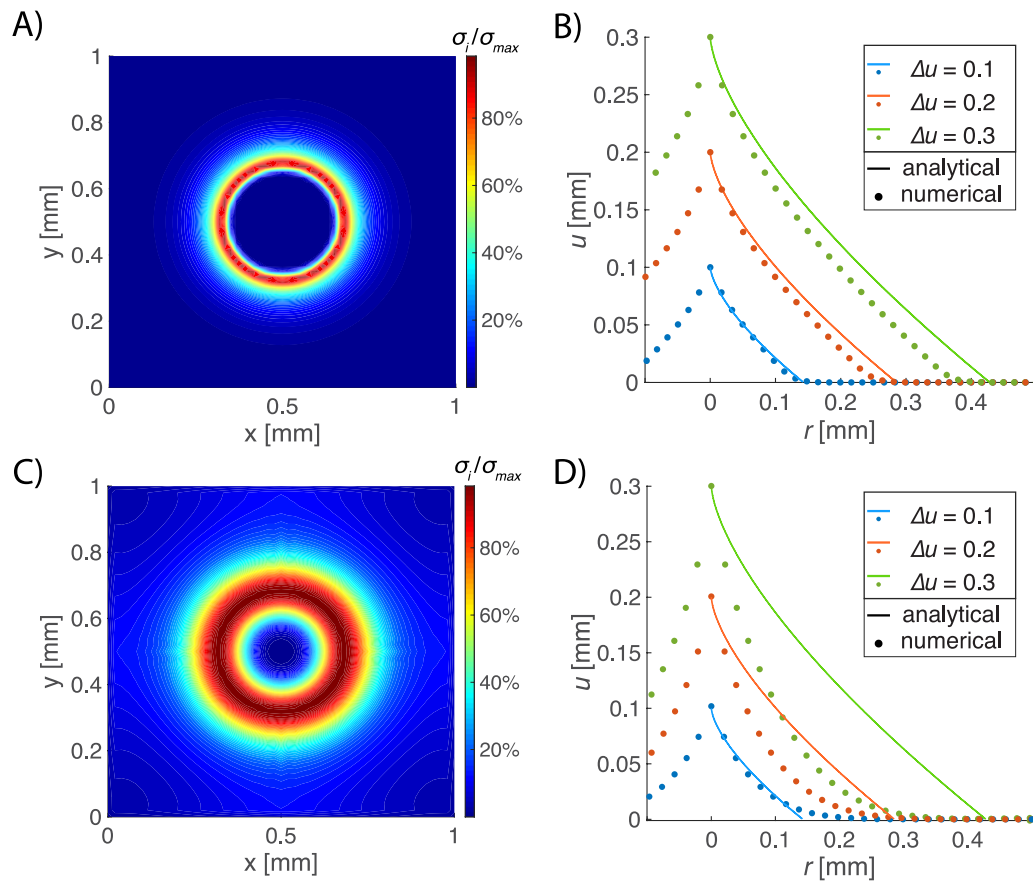 A)
σi/σmax
1
0.8
0.6
0.4
0.2
0
0
0.5
1
80%
60%
40%
20%
y [mm]
x [mm]
B)
0.3
0.25
0.2
0.15
0.1
0.05
0
0
0.1
0.2
0.3
0.4
u [mm]
r [mm]
Δu = 0.1
Δu = 0.2
Δu = 0.3
analytical
numerical
C)
σi/σmax
1
0.8
0.6
0.4
0.2
0
0
0.5
1
80%
60%
40%
20%
y [mm]
x [mm]
D)
0.3
0.25
0.2
0.15
0.1
0.05
0
0
0.1
0.2
0.3
0.4
u [mm]
r [mm]
Δu = 0.1
Δu = 0.2
Δu = 0.3
analytical
numerical